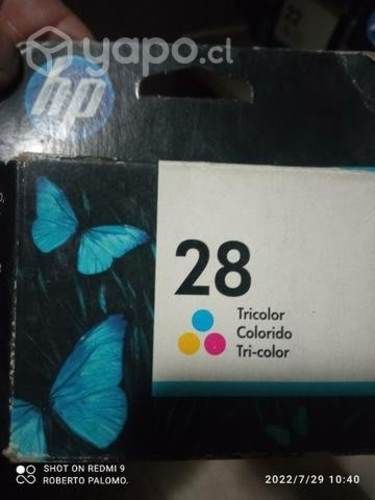 yapo.cl
hp
28
Tricolor
Colorido
Tri-color
SHOT ON REDMI 9
ROBERTO PALOMO.
2022/7/29 10:40